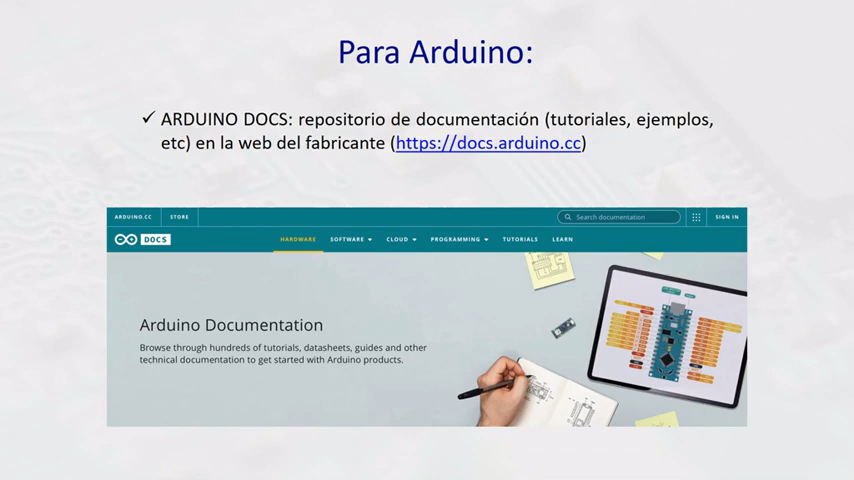 Para Arduino:
✓ ARDUINO DOCS: repositorio de documentación (tutoriales, ejemplos,
etc) en la web del fabricante (https://docs.arduino.cc)
ARDUINO.CC STORE Search documentation SIGN IN
DOCS HARDWARE SOFTWARE CLOUD PROGRAMMING TUTORIALS LEARN
Arduino Documentation
Browse through hundreds of tutorials, datasheets, guides and other
technical documentation to get started with Arduino products.